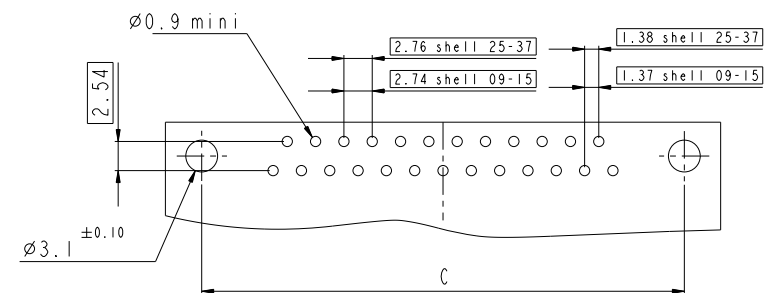 Ø0.9 mini
2.76 shell 25-37
1.38 shell 25-37
2.74 shell 09-15
1.37 shell 09-15
2.54
Ø3.1 ±0.10
C